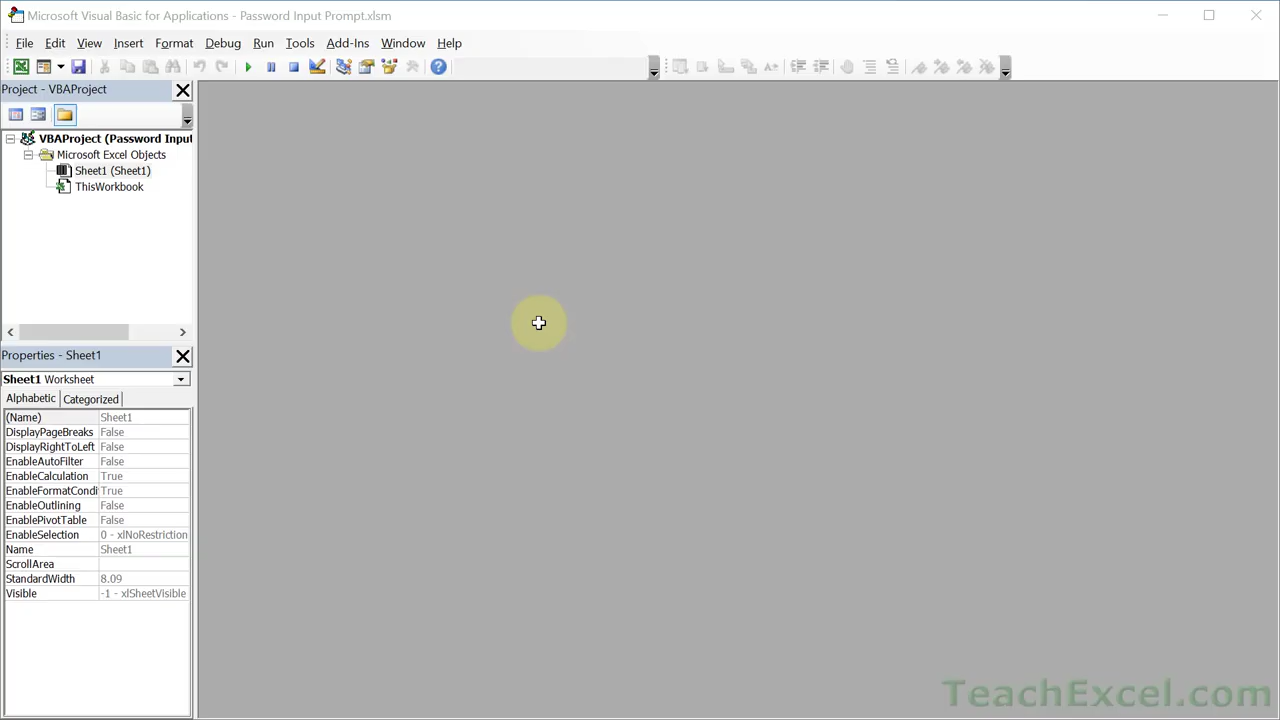 Microsoft Visual Basic for Applications - Password Input Prompt.xlsm
File Edit View Insert Format Debug Run Tools Add-Ins Window Help
Project - VBAProject
VBAProject (Password Input
Microsoft Excel Objects
Sheet1 (Sheet1)
ThisWorkbook
Properties - Sheet1
Sheet1 Worksheet
Alphabetic Categorized
(Name) Sheet1
DisplayPageBreaks False
DisplayRightToLeft False
EnableAutoFilter False
EnableCalculation True
EnableFormatCondi True
EnableOutlining False
EnablePivotTable False
EnableSelection 0 - xlNoRestriction
Name Sheet1
ScrollArea
StandardWidth 8.09
Visible -1 - xlSheetVisible
TeachExcel.com